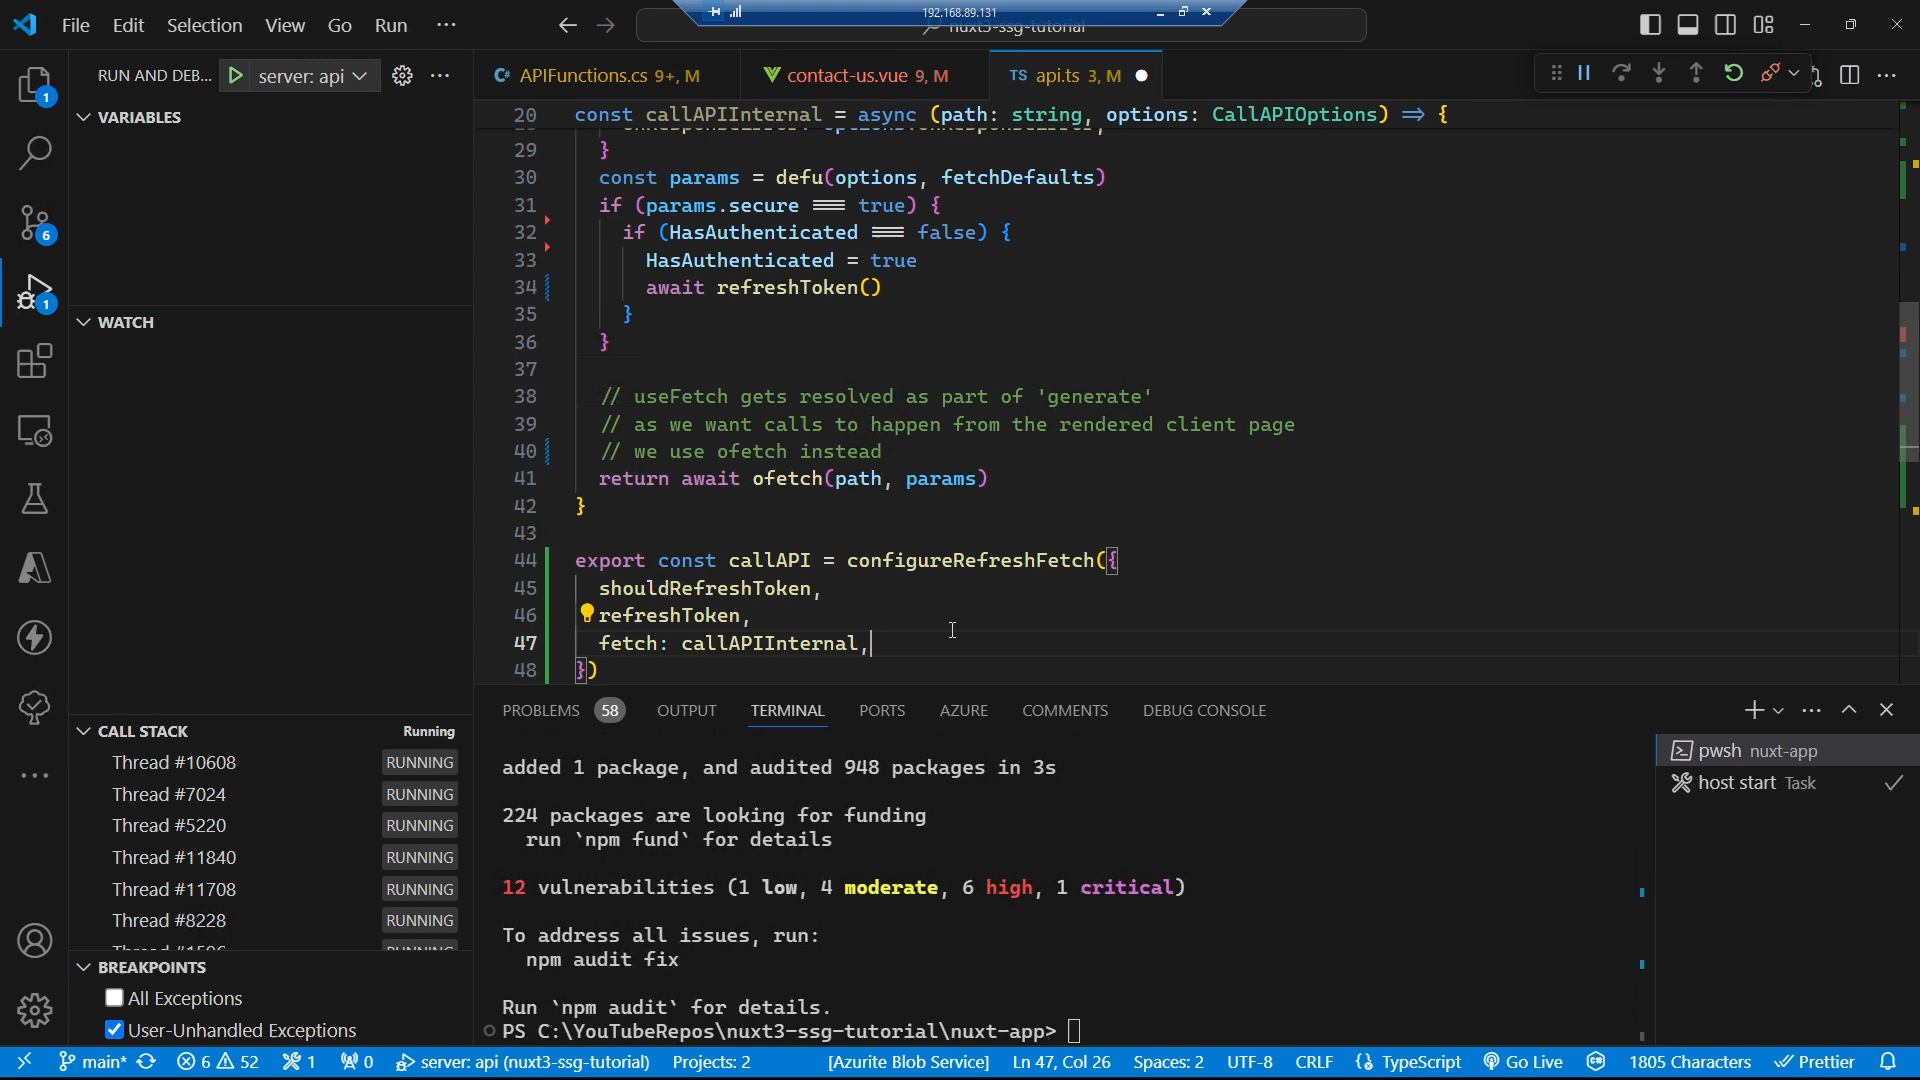 File Edit Selection View Go Run ···
192.168.89.131
nuxt3-ssg-tutorial
RUN AND DEB... server: api
APIFunctions.cs 9+, M
contact-us.vue 9, M
TS api.ts 3, M
VARIABLES
WATCH
CALL STACK Running
Thread #10608 RUNNING
Thread #7024 RUNNING
Thread #5220 RUNNING
Thread #11840 RUNNING
Thread #11708 RUNNING
Thread #8228 RUNNING
BREAKPOINTS
All Exceptions
User-Unhandled Exceptions
1
6
1
20 const callAPIInternal = async (path: string, options: CallAPIOptions) => {
29 }
30 const params = defu(options, fetchDefaults)
31 if (params.secure === true) {
32 if (HasAuthenticated === false) {
33 HasAuthenticated = true
34 await refreshToken()
35 }
36 }
37
38 // useFetch gets resolved as part of 'generate'
39 // as we want calls to happen from the rendered client page
40 // we use ofetch instead
41 return await ofetch(path, params)
42 }
43
44 export const callAPI = configureRefreshFetch({
45 shouldRefreshToken,
46 refreshToken,
47 fetch: callAPIInternal,
48 })
PROBLEMS 58 OUTPUT TERMINAL PORTS AZURE COMMENTS DEBUG CONSOLE
added 1 package, and audited 948 packages in 3s
224 packages are looking for funding
run `npm fund` for details
12 vulnerabilities (1 low, 4 moderate, 6 high, 1 critical)
To address all issues, run:
npm audit fix
Run `npm audit` for details.
PS C:\YouTubeRepos\nuxt3-ssg-tutorial\nuxt-app>
pwsh nuxt-app
host start Task
main* 6 52 1 0 server: api (nuxt3-ssg-tutorial) Projects: 2 [Azurite Blob Service] Ln 47, Col 26 Spaces: 2 UTF-8 CRLF {} TypeScript Go Live 1805 Characters Prettier